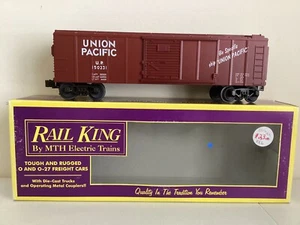 UNION
PACIFIC
U.P.
Be Specific
ship UNION PACIFIC
RAIL KING
By MTH Electric Trains
TOUGH AND RUGGED
O AND O-27 FREIGHT CARS
With Die-Cast Trucks
and Operating Metal Couplers!!
Quality In The Tradition You Remember